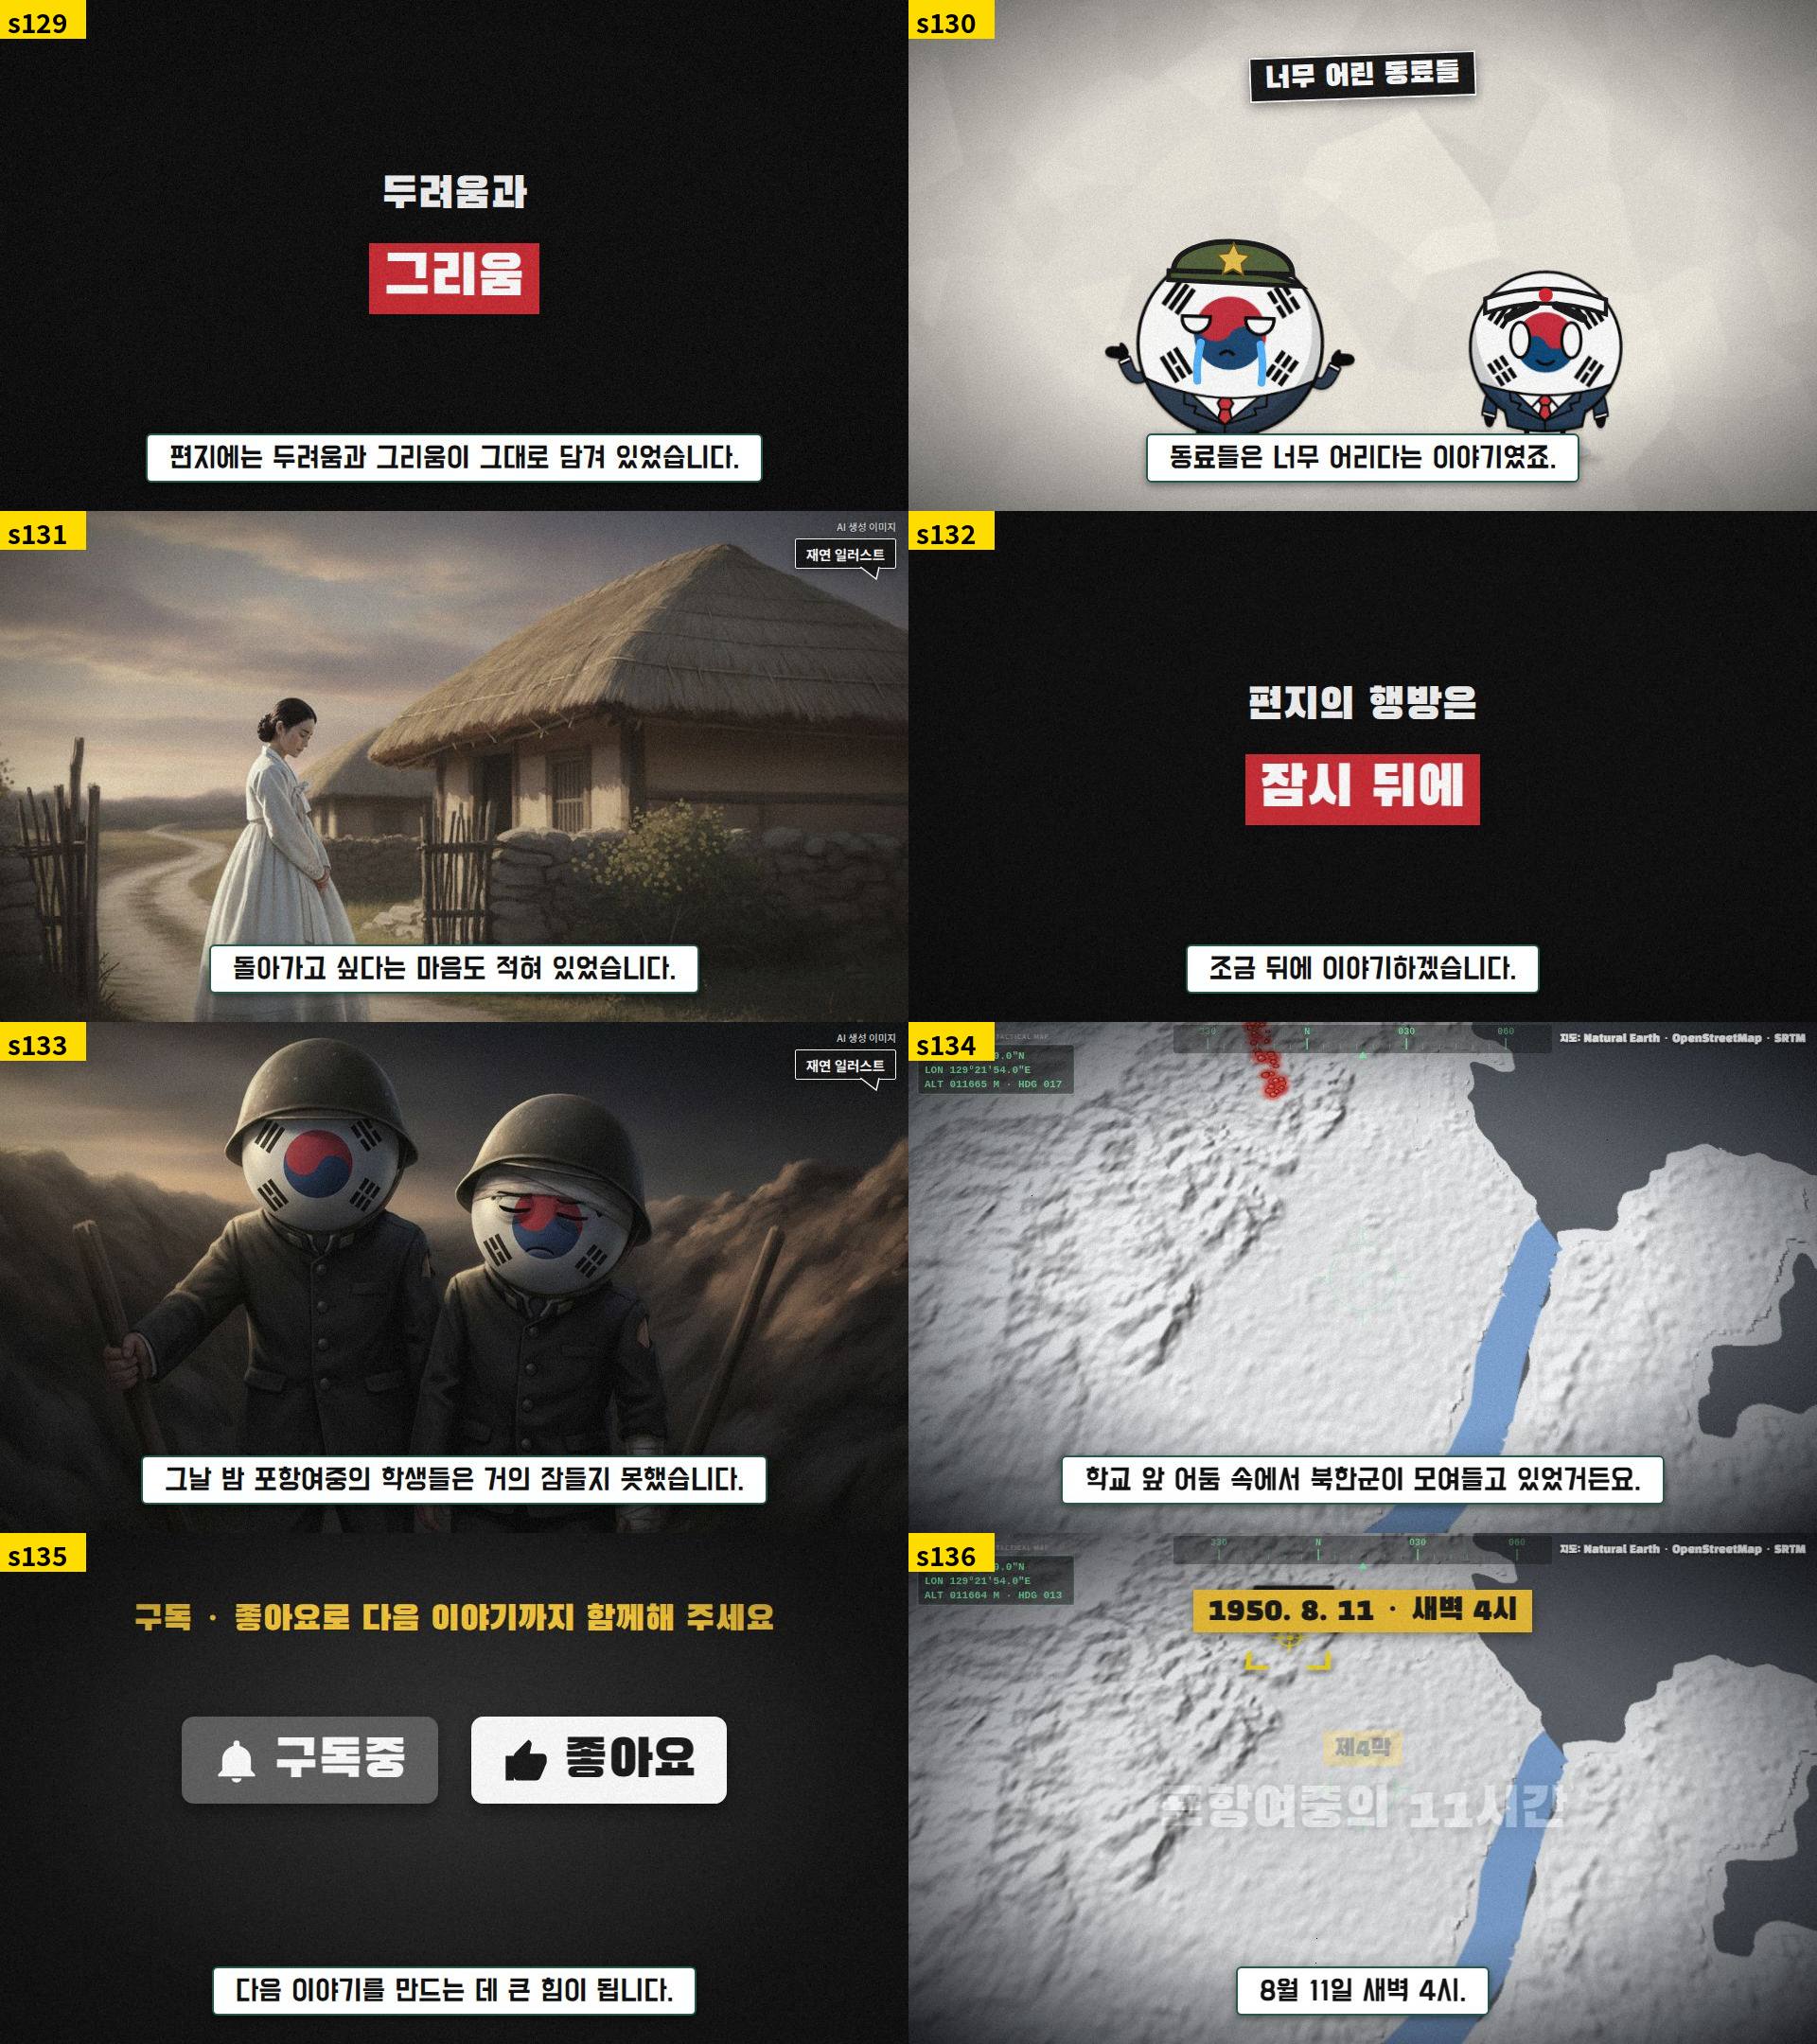 s129
두려움과
그리움
편지에는 두려움과 그리움이 그대로 담겨 있었습니다.
s130
너무 어린 동료들
동료들은 너무 어리다는 이야기였죠.
s131
AI 생성 이미지
재연 일러스트
돌아가고 싶다는 마음도 적혀 있었습니다.
s132
편지의 행방은
잠시 뒤에
조금 뒤에 이야기하겠습니다.
s133
AI 생성 이미지
재연 일러스트
그날 밤 포항여중의 학생들은 거의 잠들지 못했습니다.
s134
TACTICAL MAP
0.0"N
LON 129°21'54.0"E
ALT 011665 M · HDG 017
330 N 030 060
지도: Natural Earth · OpenStreetMap · SRTM
학교 앞 어둠 속에서 북한군이 모여들고 있었거든요.
s135
구독 · 좋아요로 다음 이야기까지 함께해 주세요
구독중
좋아요
다음 이야기를 만드는 데 큰 힘이 됩니다.
s136
TACTICAL MAP
0.0"N
LON 129°21'54.0"E
ALT 011664 M · HDG 013
330 N 030 060
지도: Natural Earth · OpenStreetMap · SRTM
1950. 8. 11 · 새벽 4시
제4막
포항여중의 11시간
8월 11일 새벽 4시.